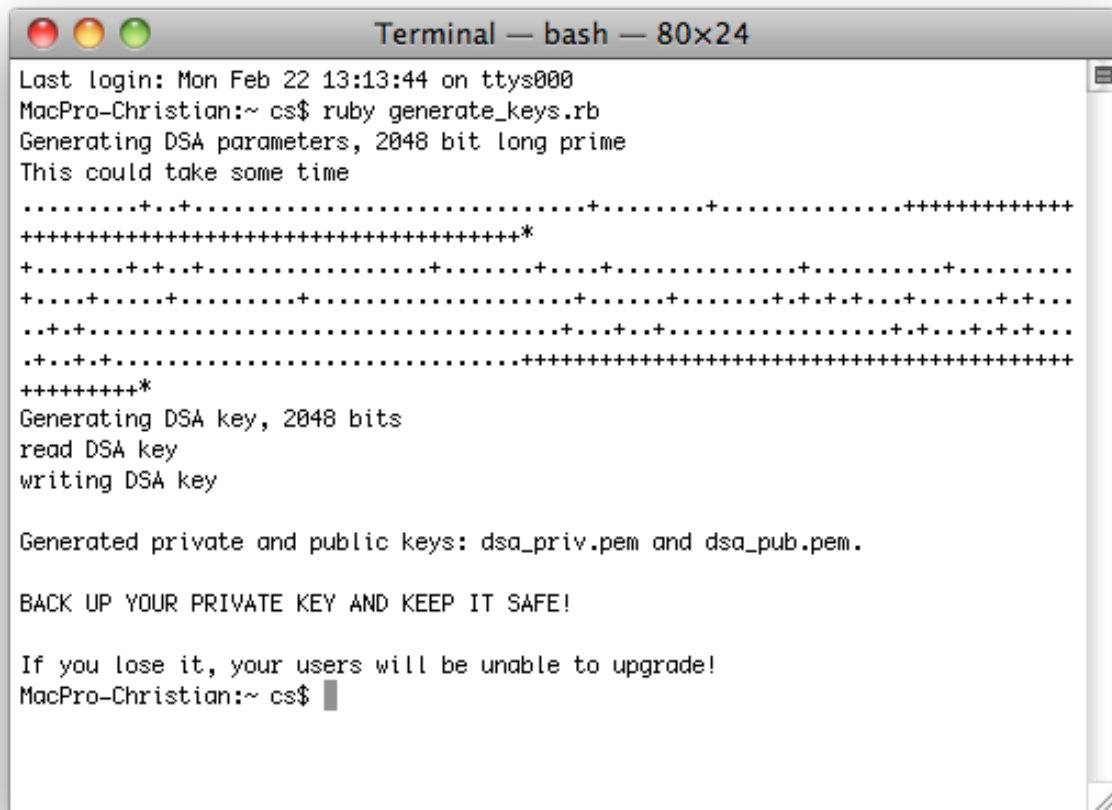 Terminal — bash — 80×24
Last login: Mon Feb 22 13:13:44 on ttys000
MacPro-Christian:~ cs$ ruby generate_keys.rb
Generating DSA parameters, 2048 bit long prime
This could take some time
.........+..+..............................+........+..............+++++++++++++
++++++++++++++++++++++++++++++++++++++*
+.......+.+..+.................+.......+....+..............+..........+.........
+....+.....+.........+....................+......+.......+.+.+.+...+......+.+...
..+.+....................................+...+..+.................+.+...+.+.+...
.+..+.+...............................++++++++++++++++++++++++++++++++++++++++++
+++++++++*
Generating DSA key, 2048 bits
read DSA key
writing DSA key
Generated private and public keys: dsa_priv.pem and dsa_pub.pem.
BACK UP YOUR PRIVATE KEY AND KEEP IT SAFE!
If you lose it, your users will be unable to upgrade!
MacPro-Christian:~ cs$